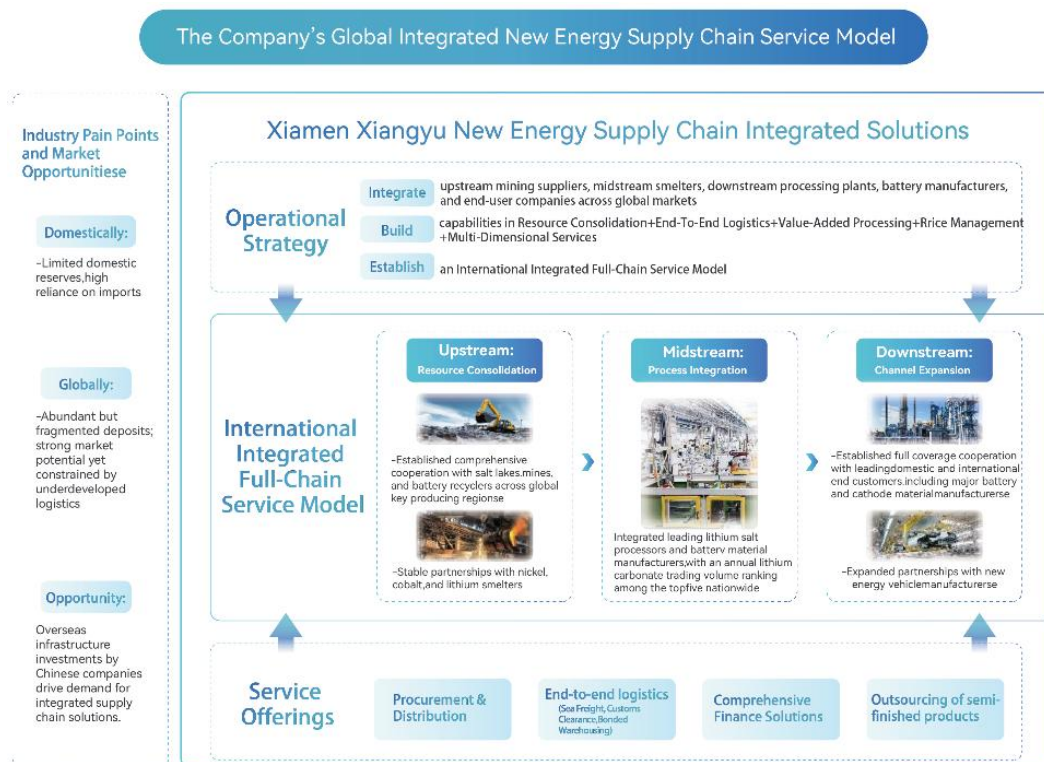 The Company's Global Integrated New Energy Supply Chain Service Model
Industry Pain Points
and Market
Opportunitiese
Domestically:
-Limited domestic
reserves,high
reliance on imports
Globally:
-Abundant but
fragmented deposits;
strong market
potential yet
constrained by
underdeveloped
logistics
Opportunity:
Overseas
infrastructure
investments by
Chinese companies
drive demand for
integrated supply
chain solutions.
Xiamen Xiangyu New Energy Supply Chain Integrated Solutions
Operational
Strategy
Integrate
upstream mining suppliers, midstream smelters, downstream processing plants, battery manufacturers,
and end-user companies across global markets
Build
capabilities in Resource Consolidation+End-To-End Logistics+Value-Added Processing+Rrice Management
+Multi-Dimensional Services
Establish
an International Integrated Full-Chain Service Model
International
Integrated
Full-Chain
Service Model
Upstream:
Resource Consolidation
-Established comprehensive
cooperation with salt lakes.mines,
and battery recyclers across global
key producing regionse
-Stable partnerships with nickel,
cobalt,and lithium smelters
Midstream:
Process Integration
Integrated leading lithium salt
processors and battery material
manufacturers,with an annual lithium
carbonate trading volume ranking
among the topfive nationwide
Downstream:
Channel Expansion
-Established full coverage cooperation
with leadingdomestic and international
end customers.including major battery
and cathode materialmanufacturerse
-Expanded partnerships with new
energy vehiclemanufacturerse
Service
Offerings
Procurement &
Distribution
End-to-end logistics
(Sea Freight, Customs
Clearance,Bonded
Warehousing)
Comprehensive
Finance Solutions
Outsourcing of semi-
finished products